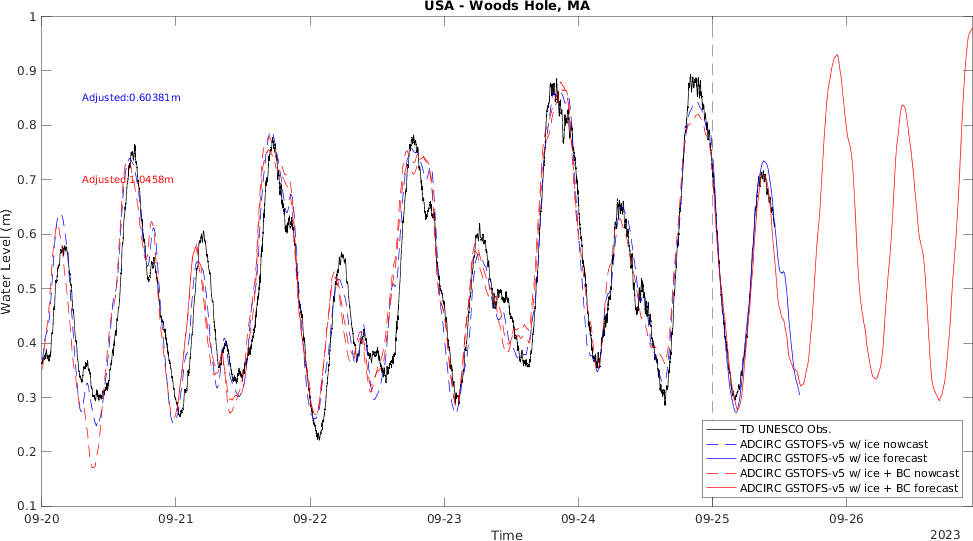 USA - Woods Hole, MA
1
0.9
0.8
0.7
0.6
0.5
0.4
0.3
0.2
0.1
Water Level (m)
Adjusted:0.60381m
Adjusted:1.0458m
TD UNESCO Obs.
ADCIRC GSTOFS-v5 w/ ice nowcast
ADCIRC GSTOFS-v5 w/ ice forecast
ADCIRC GSTOFS-v5 w/ ice + BC nowcast
ADCIRC GSTOFS-v5 w/ ice + BC forecast
09-20 09-21 09-22 09-23 09-24 09-25 09-26
Time
2023